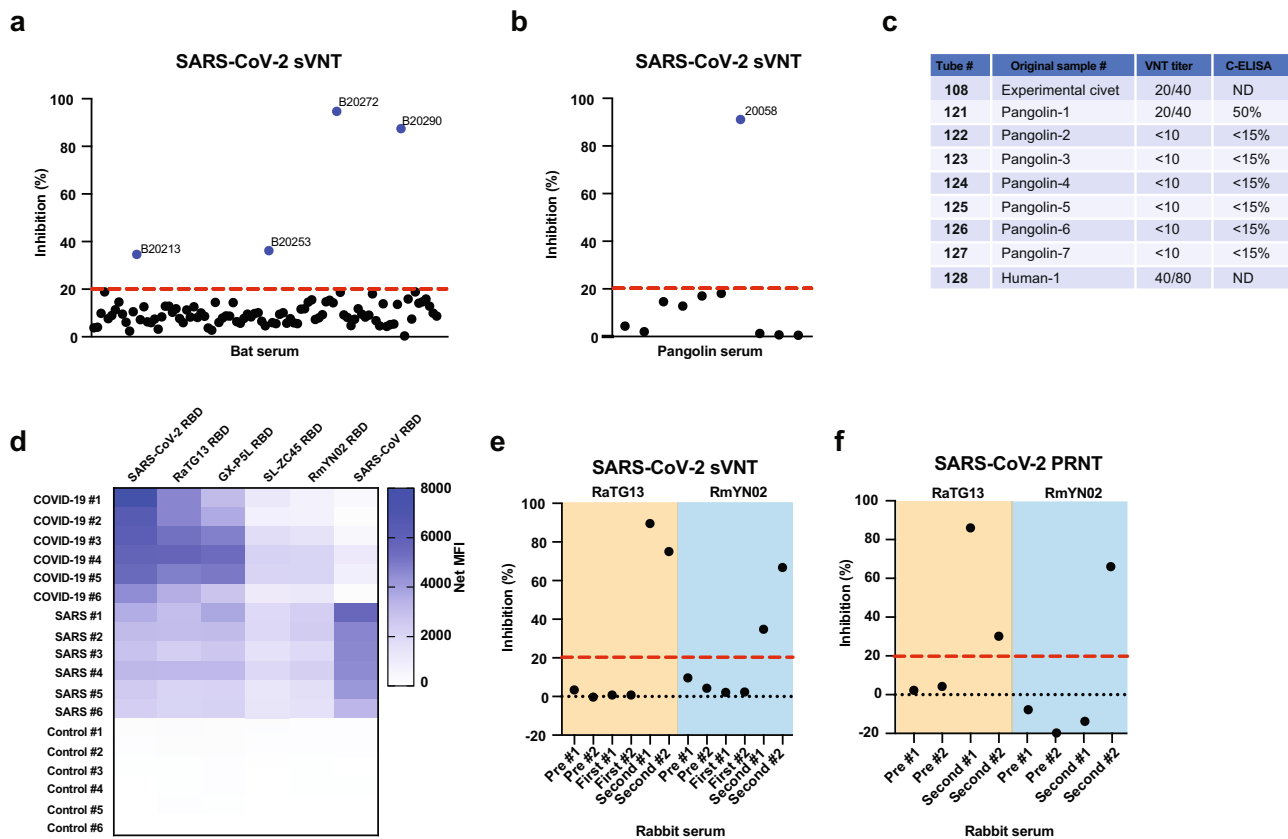 a
SARS-CoV-2 sVNT
Inhibition (%)
100
80
60
40
20
0
B20213
B20253
B20272
B20290
Bat serum
b
SARS-CoV-2 sVNT
Inhibition (%)
100
80
60
40
20
0
20058
Pangolin serum
c
Tube # Original sample # VNT titer C-ELISA
108 Experimental civet 20/40 ND
121 Pangolin-1 20/40 50%
122 Pangolin-2 <10 <15%
123 Pangolin-3 <10 <15%
124 Pangolin-4 <10 <15%
125 Pangolin-5 <10 <15%
126 Pangolin-6 <10 <15%
127 Pangolin-7 <10 <15%
128 Human-1 40/80 ND
d
SARS-CoV-2 RBD
RaTG13 RBD
GX-P5L RBD
SL-ZC45 RBD
RmYN02 RBD
SARS-CoV RBD
COVID-19 #1
COVID-19 #2
COVID-19 #3
COVID-19 #4
COVID-19 #5
COVID-19 #6
SARS #1
SARS #2
SARS #3
SARS #4
SARS #5
SARS #6
Control #1
Control #2
Control #3
Control #4
Control #5
Control #6
8000
6000
4000
2000
0
Net MFI
e
SARS-CoV-2 sVNT
RaTG13 RmYN02
Inhibition (%)
100
80
60
40
20
0
-20
Pre #1
Pre #2
First #1
First #2
Second #1
Second #2
Pre #1
Pre #2
First #1
First #2
Second #1
Second #2
Rabbit serum
f
SARS-CoV-2 PRNT
RaTG13 RmYN02
Inhibition (%)
100
80
60
40
20
0
-20
Pre #1
Pre #2
Second #1
Second #2
Pre #1
Pre #2
Second #1
Second #2
Rabbit serum